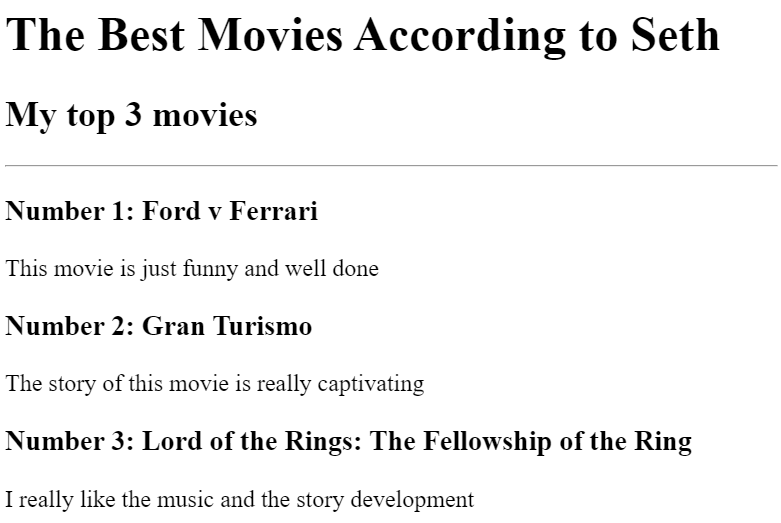 The Best Movies According to Seth
My top 3 movies
Number 1: Ford v Ferrari
This movie is just funny and well done
Number 2: Gran Turismo
The story of this movie is really captivating
Number 3: Lord of the Rings: The Fellowship of the Ring
I really like the music and the story development